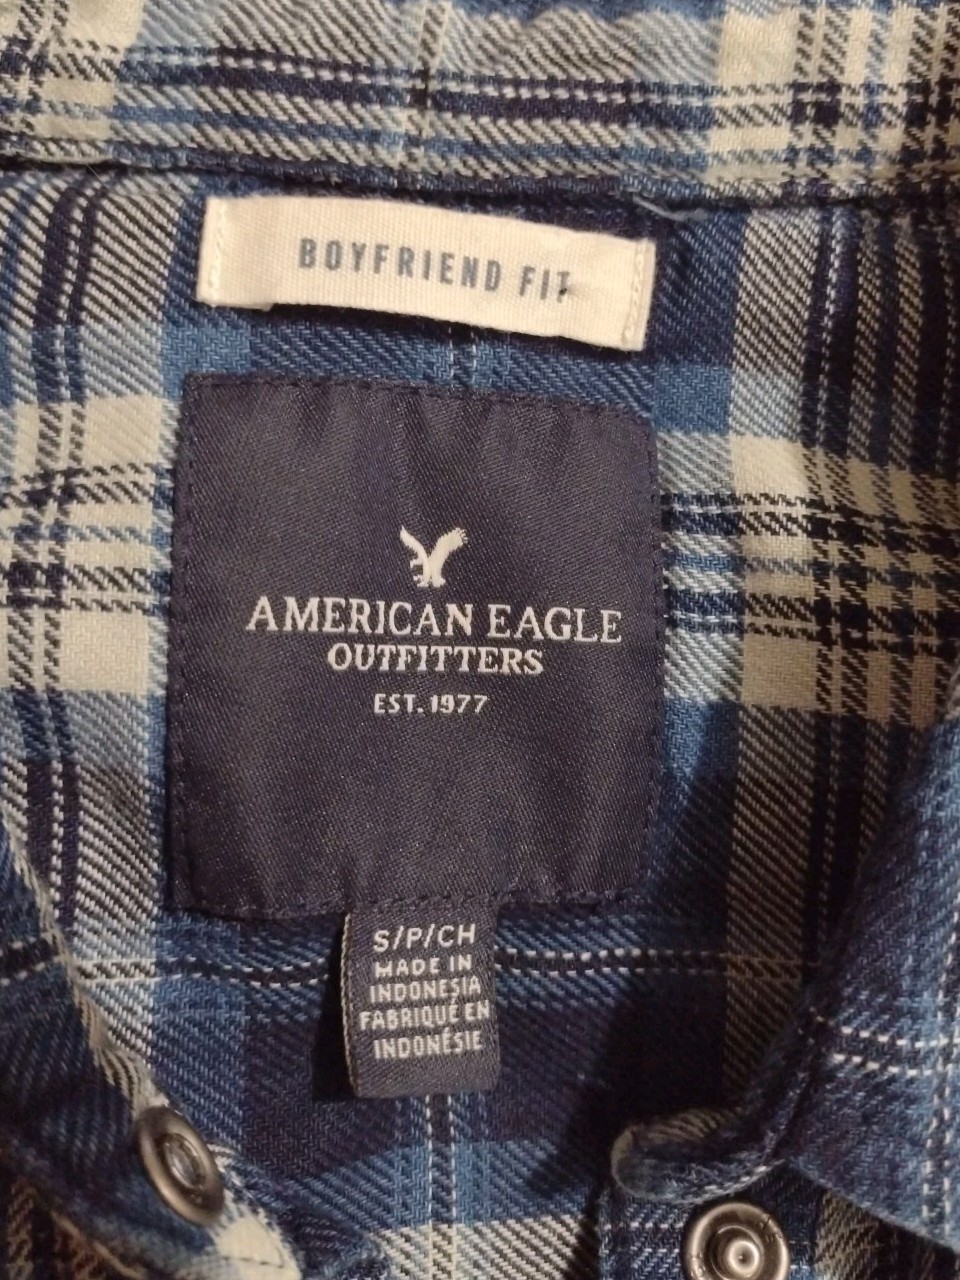 BOYFRIEND FIT
AMERICAN EAGLE
OUTFITTERS
EST. 1977
S/P/CH
MADE IN
INDONESIA
FABRIQUÉ EN
INDONÉSIE